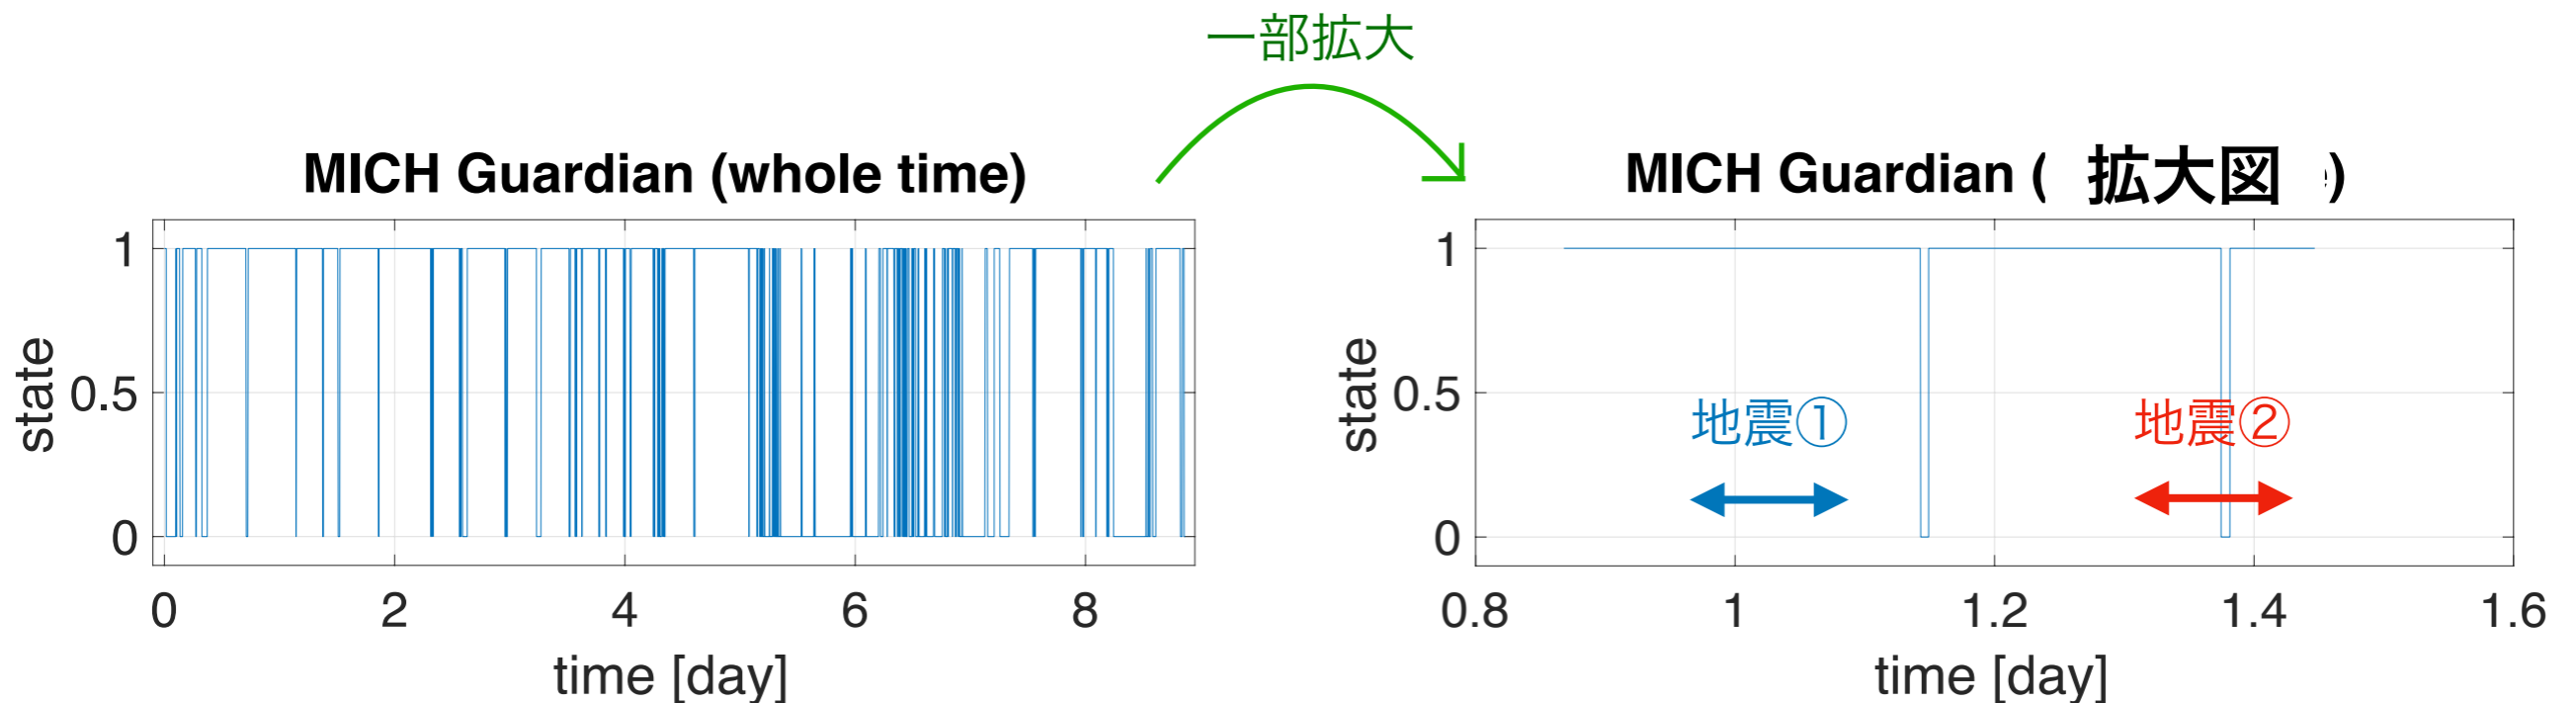 一部拡大
MICH Guardian (whole time)
1
0.5
0
state
0 2 4 6 8
time [day]
MICH Guardian ( 拡大図 )
1
0.5
0
state
地震① 地震②
0.8 1 1.2 1.4 1.6
time [day]